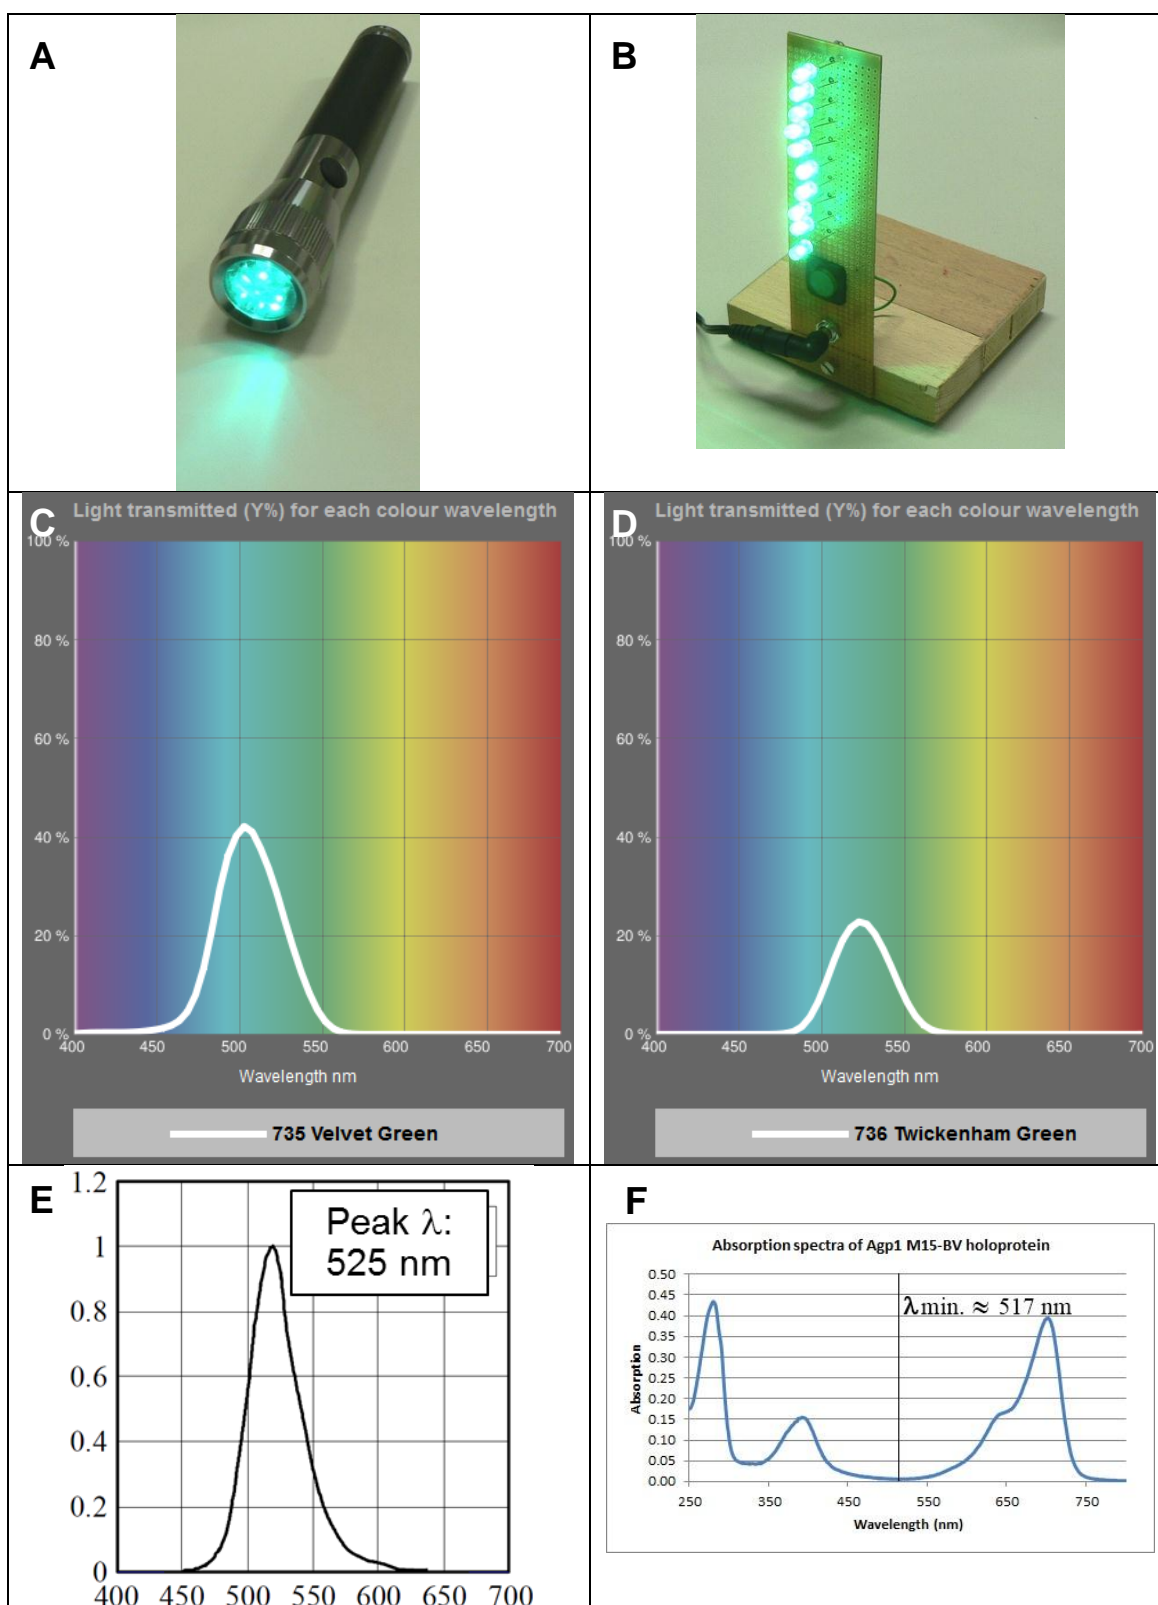 A
B
C
Light transmitted (Y%) for each colour wavelength
100 %
80 %
60 %
40 %
20 %
0 %
400 450 500 550 600 650 700
Wavelength nm
735 Velvet Green
D
Light transmitted (Y%) for each colour wavelength
100 %
80 %
60 %
40 %
20 %
0 %
400 450 500 550 600 650 700
Wavelength nm
736 Twickenham Green
E
Peak λ:
525 nm
1.2
1
0.8
0.6
0.4
0.2
0
400 450 500 550 600 650 700
F
Absorption spectra of Agp1 M15-BV holoprotein
λmin. ≈ 517 nm
Absorption
0.50
0.45
0.40
0.35
0.30
0.25
0.20
0.15
0.10
0.05
0.00
250 350 450 550 650 750
Wavelength (nm)